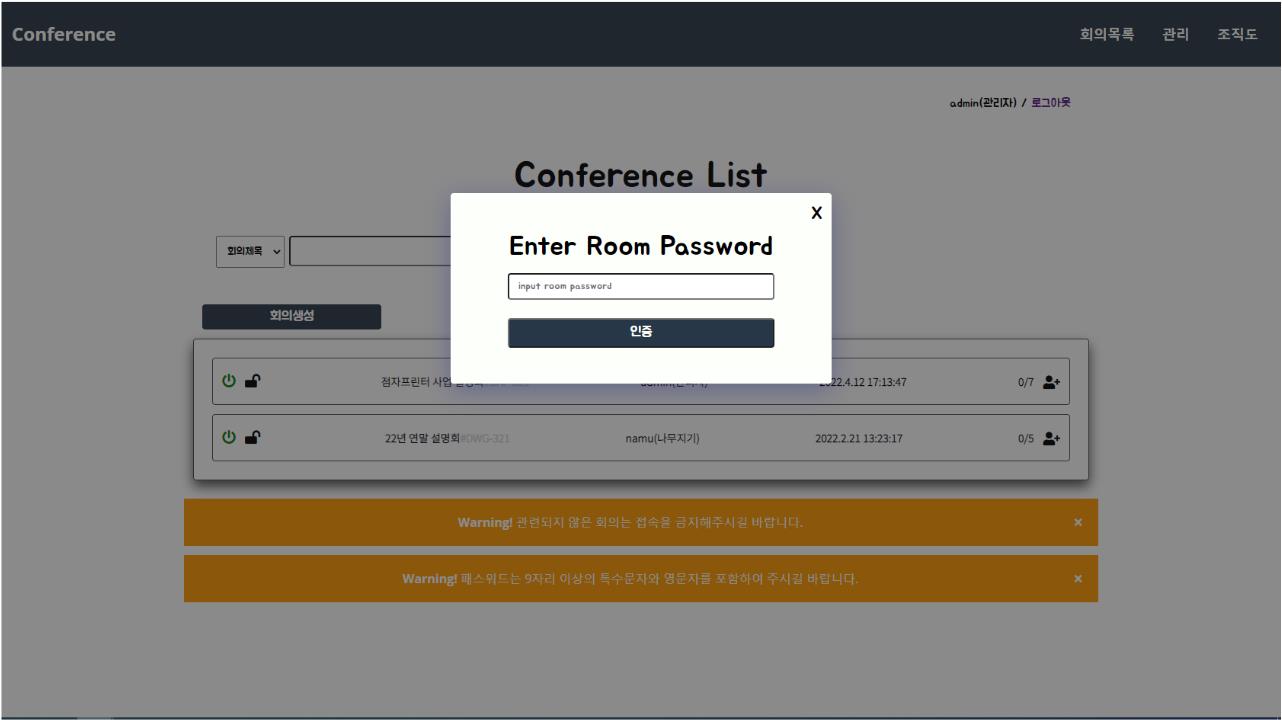 Conference
회의목록 관리 조직도
admin(관리자) / 로그아웃
Conference List
X
Enter Room Password
회의제목
input room password
회의생성
인증
점자프린터 사업
2022.4.12 17:13:47 0/7
22년 연말 설명회#DWG-321 namu(나무지기) 2022.2.21 13:23:17 0/5
Warning! 관련되지 않은 회의는 접속을 금지해주시길 바랍니다. ×
Warning! 패스워드는 9자리 이상의 특수문자와 영문자를 포함하여 주시길 바랍니다. ×